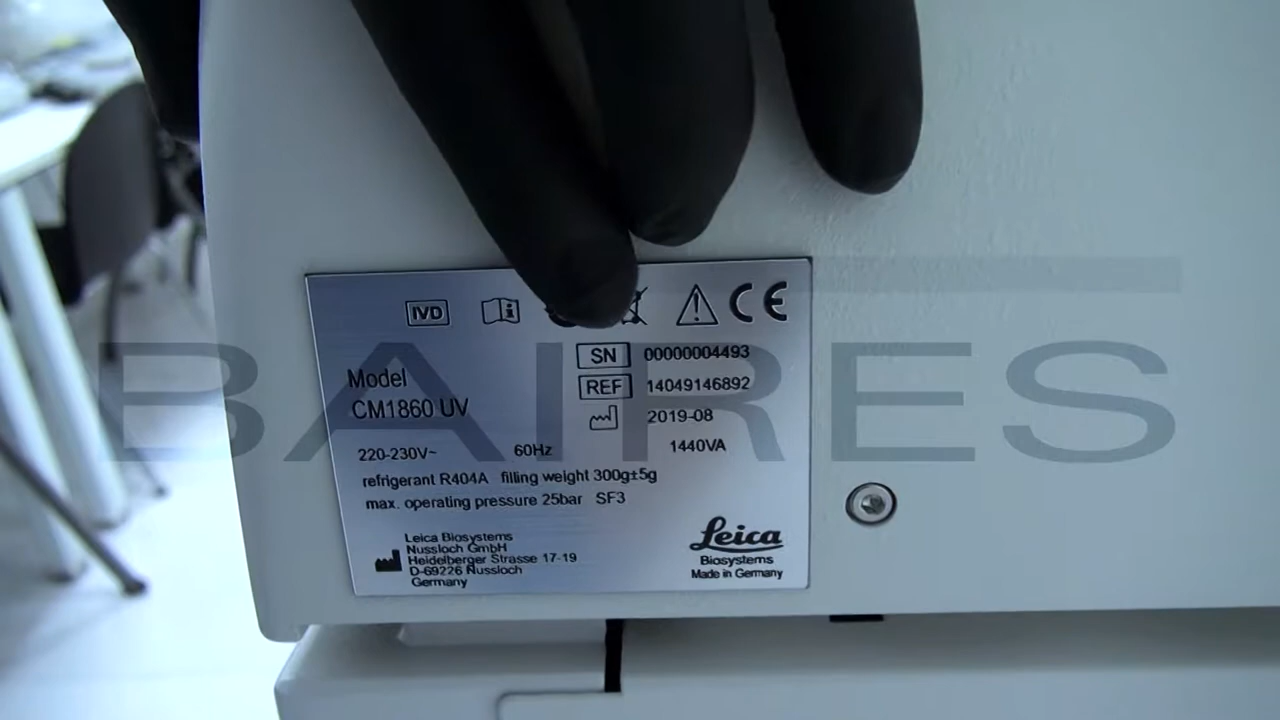 IVD
CE
SN 00000004493
Model
REF 14049146892
CM1860 UV
2019-08
220-230V~ 60Hz 1440VA
refrigerant R404A filling weight 300g±5g
max. operating pressure 25bar SF3
Leica Biosystems
Nussloch GmbH
Heidelberger Strasse 17-19
D-69226 Nussloch
Germany
Leica
Biosystems
Made in Germany
BAIRES